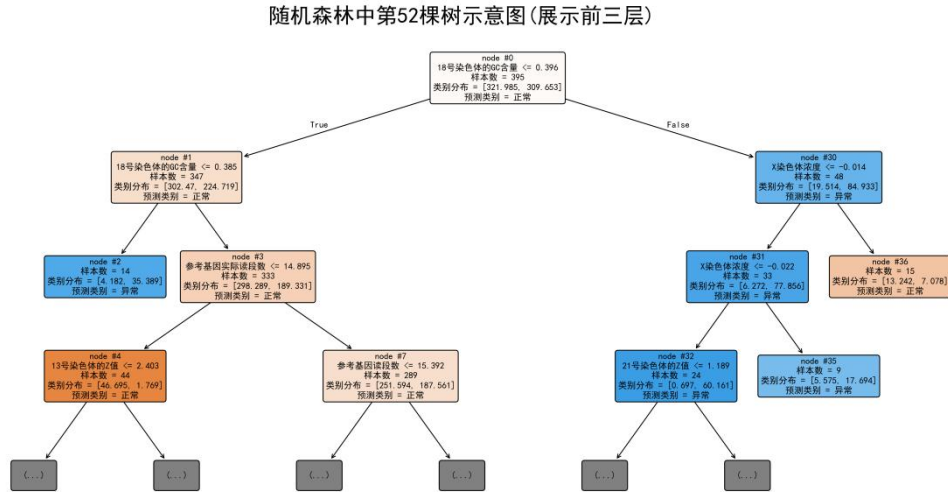 随机森林中第52棵树示意图(展示前三层)
node #0
18号染色体的GC含量 <= 0.396
样本数 = 395
类别分布 = [321.985, 309.653]
预测类别 = 正常
True
False
node #1
18号染色体的GC含量 <= 0.385
样本数 = 347
类别分布 = [302.47, 224.719]
预测类别 = 正常
node #30
X染色体浓度 <= -0.014
样本数 = 48
类别分布 = [19.514, 84.933]
预测类别 = 异常
node #2
样本数 = 14
类别分布 = [4.182, 35.389]
预测类别 = 异常
node #3
参考基因实际读段数 <= 14.895
样本数 = 333
类别分布 = [298.289, 189.331]
预测类别 = 正常
node #31
X染色体浓度 <= -0.022
样本数 = 33
类别分布 = [6.272, 77.856]
预测类别 = 异常
node #36
样本数 = 15
类别分布 = [13.242, 7.078]
预测类别 = 正常
node #4
13号染色体的Z值 <= 2.403
样本数 = 44
类别分布 = [46.695, 1.769]
预测类别 = 正常
node #7
参考基因读段数 <= 15.392
样本数 = 289
类别分布 = [251.594, 187.561]
预测类别 = 正常
node #32
21号染色体的Z值 <= 1.189
样本数 = 24
类别分布 = [0.697, 60.161]
预测类别 = 异常
node #35
样本数 = 9
类别分布 = [5.575, 17.694]
预测类别 = 异常
(...)
(...)
(...)
(...)
(...)
(...)